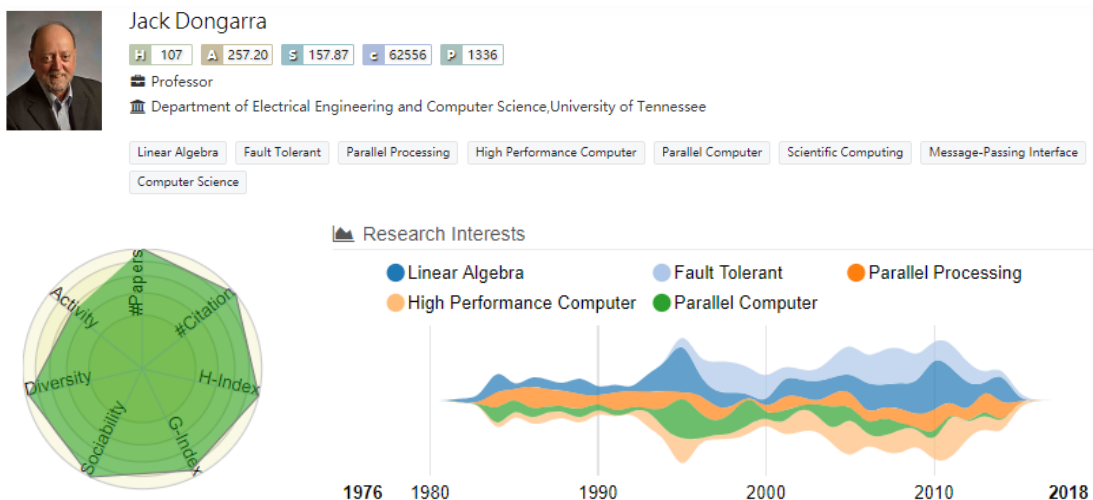 Jack Dongarra
H 107 A 257.20 S 157.87 c 62556 P 1336
Professor
Department of Electrical Engineering and Computer Science,University of Tennessee
Linear Algebra Fault Tolerant Parallel Processing High Performance Computer Parallel Computer Scientific Computing Message-Passing Interface
Computer Science
#Papers
#Citation
H-Index
G-Index
Sociability
Diversity
Activity
Research Interests
Linear Algebra Fault Tolerant Parallel Processing
High Performance Computer Parallel Computer
1976 1980 1990 2000 2010 2018